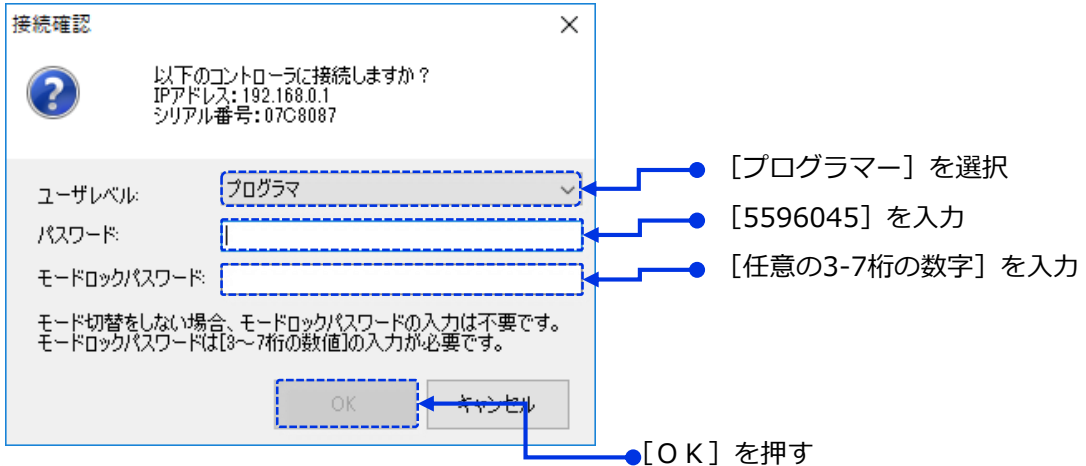 接続確認
以下のコントローラに接続しますか？
IPアドレス：192.168.0.1
シリアル番号：07C8087
ユーザレベル:
プログラマ
［プログラマー］を選択
パスワード:
［5596045］を入力
モードロックパスワード:
［任意の3-7桁の数字］を入力
モード切替をしない場合、モードロックパスワードの入力は不要です。
モードロックパスワードは[3～7桁の数値]の入力が必要です。
OK
キャンセル
［ＯＫ］を押す